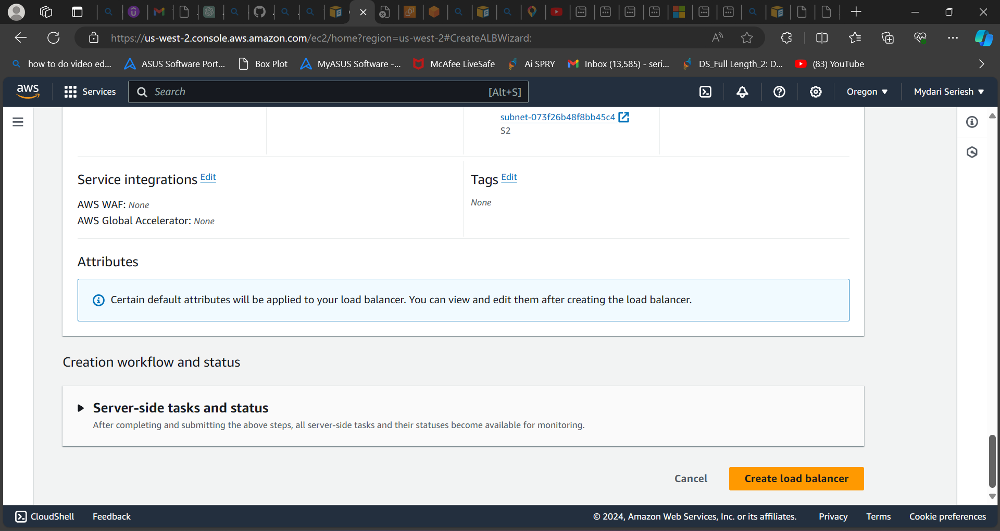 https://us-west-2.console.aws.amazon.com/ec2/home?region=us-west-2#CreateALBWizard:
how to do video ed... ASUS Software Port... Box Plot MyASUS Software -... McAfee LiveSafe Ai SPRY Inbox (13,585) - seri... DS_Full Length_2: D... (83) YouTube
aws Services Search [Alt+S] Oregon Mydari Seriesh
subnet-073f26b48f8bb45c4
S2
Service integrations Edit
Tags Edit
AWS WAF: None
None
AWS Global Accelerator: None
Attributes
Certain default attributes will be applied to your load balancer. You can view and edit them after creating the load balancer.
Creation workflow and status
Server-side tasks and status
After completing and submitting the above steps, all server-side tasks and their statuses become available for monitoring.
Cancel Create load balancer
CloudShell Feedback © 2024, Amazon Web Services, Inc. or its affiliates. Privacy Terms Cookie preferences